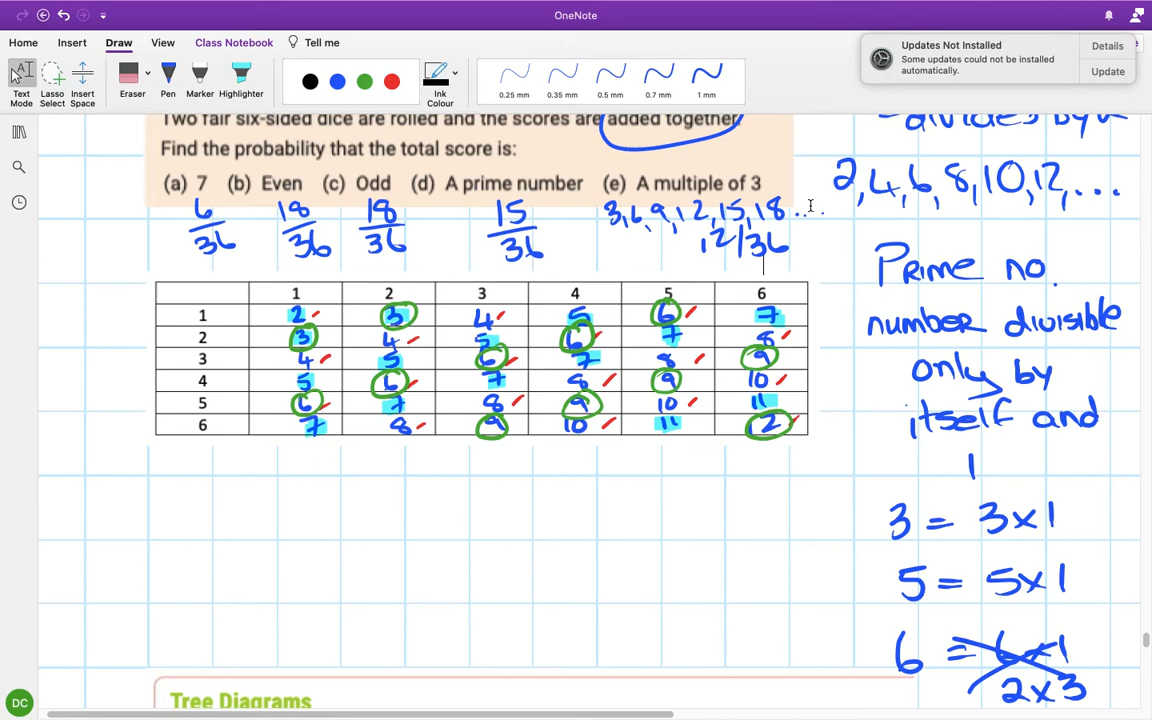 OneNote
Home Insert Draw View Class Notebook Tell me
Updates Not Installed
Some updates could not be installed
automatically.
Details
Update
Text
Mode
Lasso
Select
Insert
Space
Eraser
Pen
Marker
Highlighter
Ink
Colour
0.25 mm 0.35 mm 0.5 mm 0.7 mm 1 mm
Two fair six-sided dice are rolled and the scores are added together.
Find the probability that the total score is:
(a) 7 (b) Even (c) Odd (d) A prime number (e) A multiple of 3
6/36 18/36 18/36 15/36
3,6,9,12,15,18...
12/36
1 2 3 4 5 6
1 2 3 4 5 6 7
2 3 4 5 6 7 8
3 4 5 6 7 8 9
4 5 6 7 8 9 10
5 6 7 8 9 10 11
6 7 8 9 10 11 12
-divides by
2,4,6,8,10,12,...
Prime no.
number divisible
only by
itself and
1
3 = 3x1
5 = 5x1
6 = 6x1
2x3
Tree Diagrams
DC